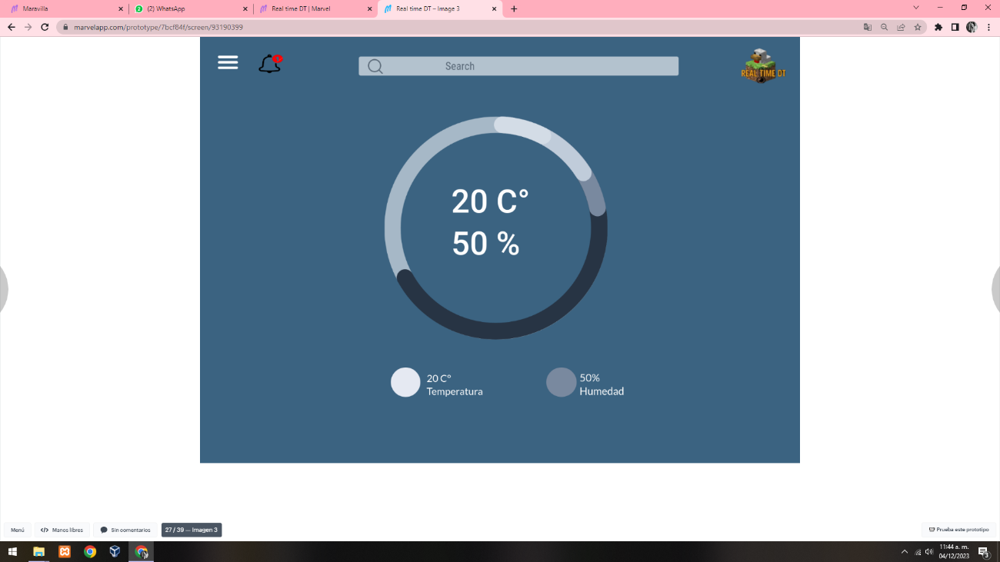 Maravilla
(2) WhatsApp
Real time DT | Marvel
Real time DT – Image 3
marvelapp.com/prototype/7bcf84f/screen/93190399
Search
REAL TIME DT
20 C°
50 %
20 C°
Temperatura
50%
Humedad
Menú
Manos libres
Sin comentarios
27 / 39 — Imagen 3
Prueba este prototipo
11:44 a. m.
04/12/2023
3